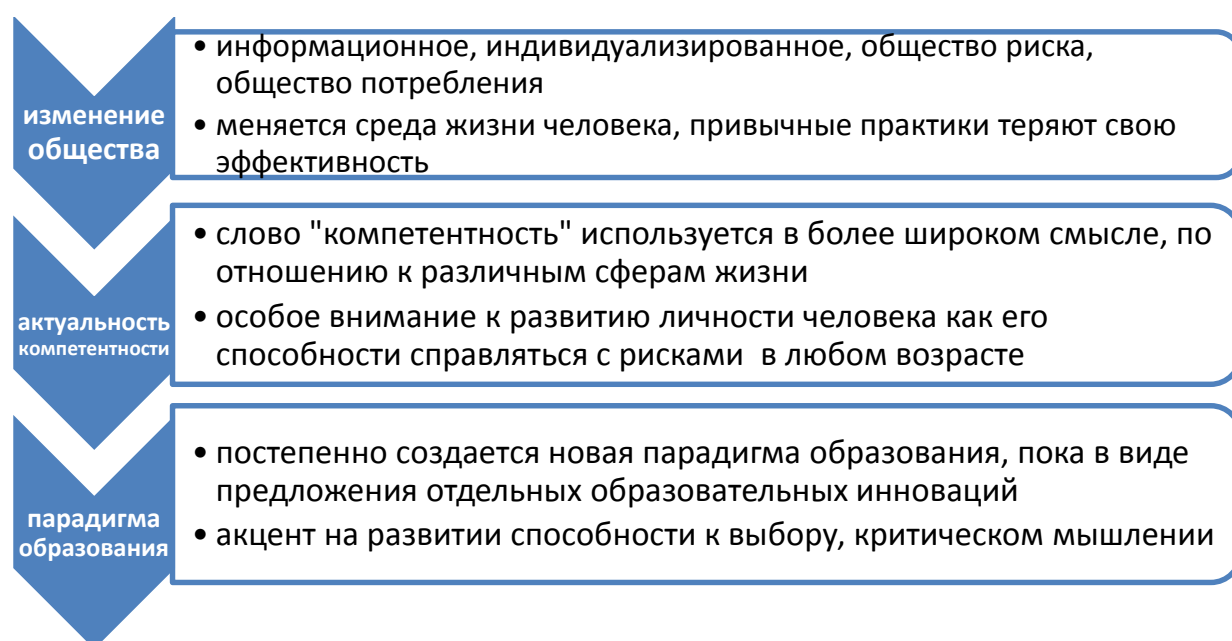 изменение
общества
• информационное, индивидуализированное, общество риска,
общество потребления
• меняется среда жизни человека, привычные практики теряют свою
эффективность
актуальность
компетентности
• слово "компетентность" используется в более широком смысле, по
отношению к различным сферам жизни
• особое внимание к развитию личности человека как его
способности справляться с рисками в любом возрасте
парадигма
образования
• постепенно создается новая парадигма образования, пока в виде
предложения отдельных образовательных инноваций
• акцент на развитии способности к выбору, критическом мышлении